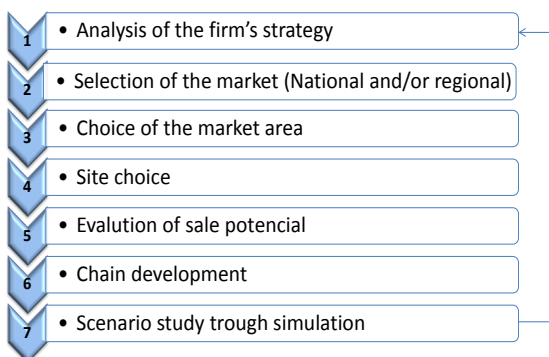 1 • Analysis of the firm's strategy
2 • Selection of the market (National and/or regional)
3 • Choice of the market area
4 • Site choice
5 • Evalution of sale potencial
6 • Chain development
7 • Scenario study trough simulation